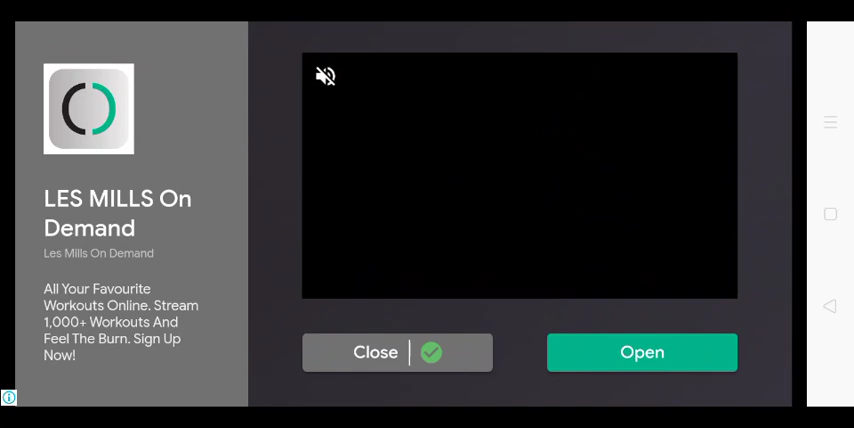 LES MILLS On
Demand
Les Mills On Demand
All Your Favourite
Workouts Online. Stream
1,000+ Workouts And
Feel The Burn. Sign Up
Now!
Close
Open